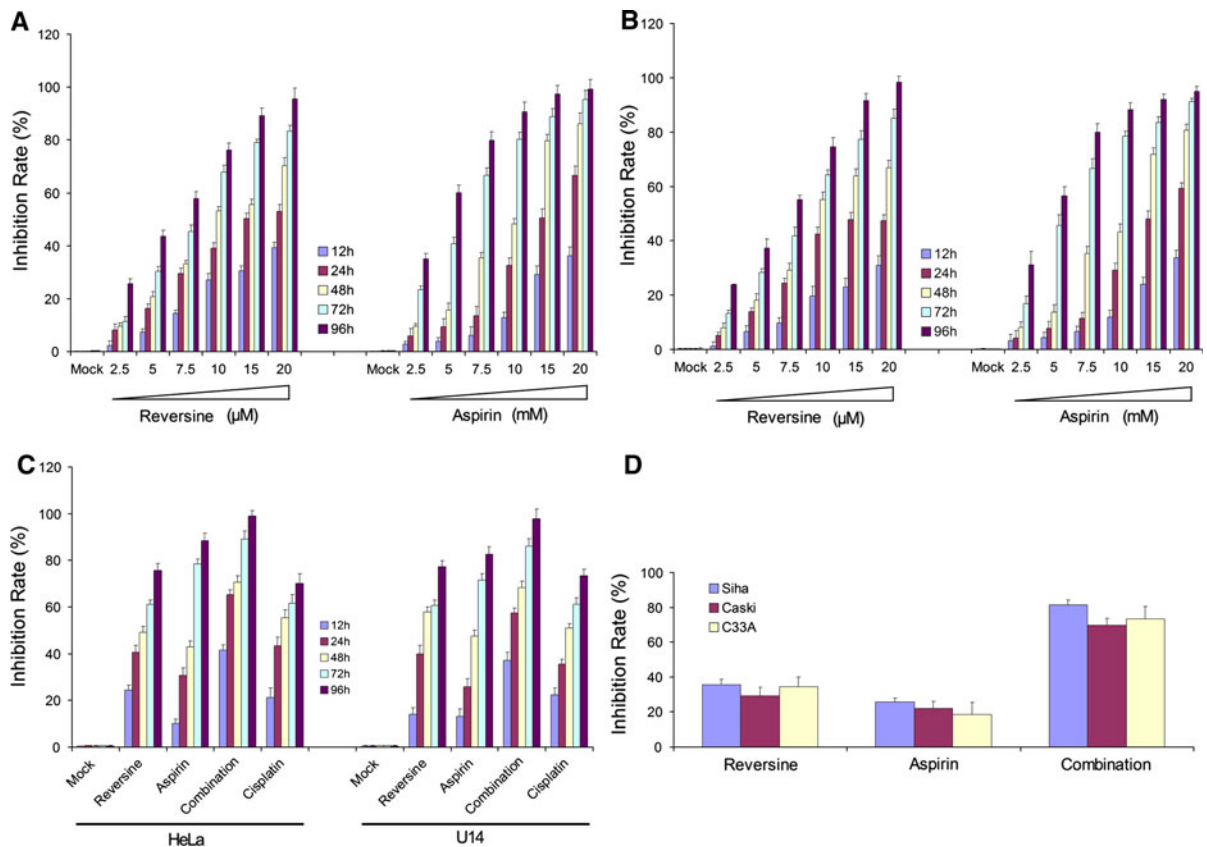 A
Inhibition Rate (%)
120
100
80
60
40
20
0
12h
24h
48h
72h
96h
Mock 2.5 5 7.5 10 15 20 Mock 2.5 5 7.5 10 15 20
Reversine (µM) Aspirin (mM)
B
Inhibition Rate (%)
120
100
80
60
40
20
0
12h
24h
48h
72h
96h
Mock 2.5 5 7.5 10 15 20 Mock 2.5 5 7.5 10 15 20
Reversine (µM) Aspirin (mM)
C
Inhibition Rate (%)
120
100
80
60
40
20
0
12h
24h
48h
72h
96h
Mock Reversine Aspirin Combination Cisplatin Mock Reversine Aspirin Combination Cisplatin
HeLa U14
D
Inhibition Rate (%)
100
80
60
40
20
0
Siha
Caski
C33A
Reversine Aspirin Combination